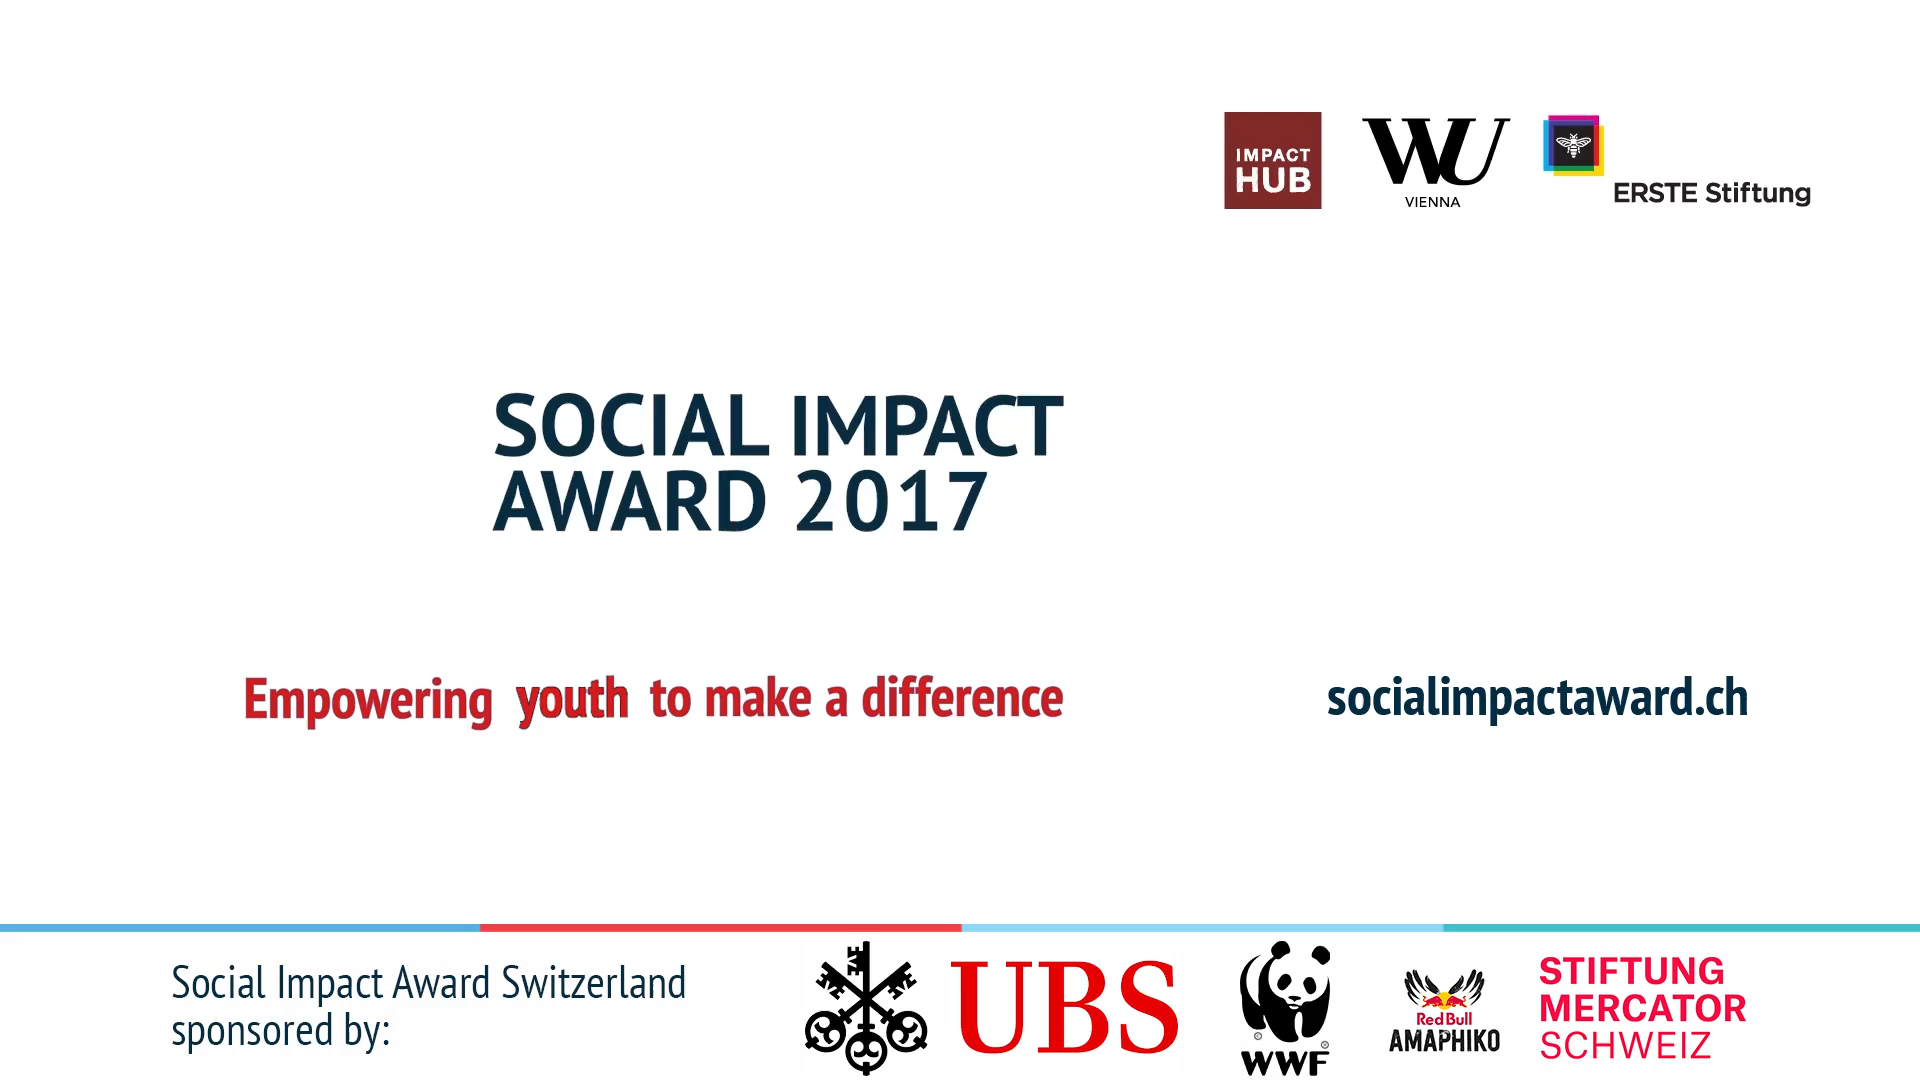 IMPACT
HUB
WU
VIENNA
ERSTE Stiftung
SOCIAL IMPACT
AWARD 2017
Empowering youth to make a difference
socialimpactaward.ch
Social Impact Award Switzerland
sponsored by:
UBS
WWF
Red Bull
AMAPHIKO
STIFTUNG
MERCATOR
SCHWEIZ